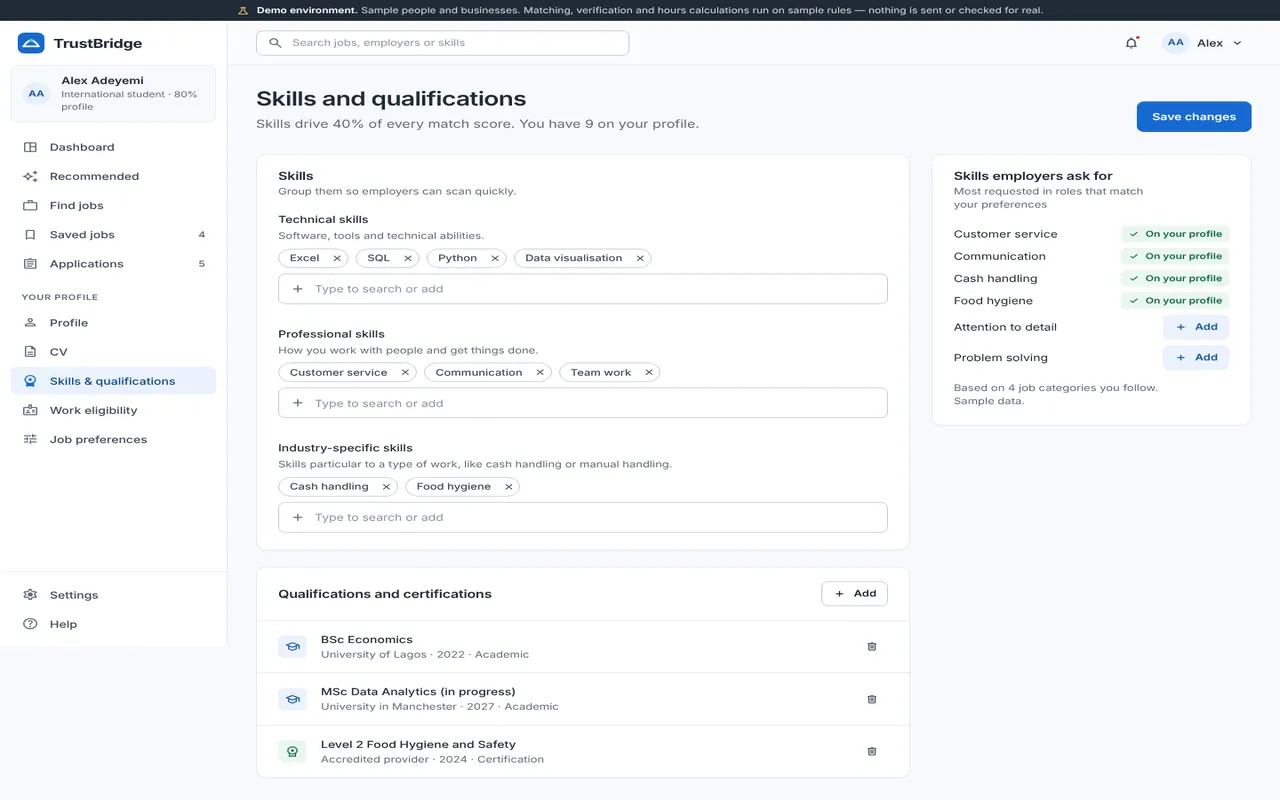 Demo environment. Sample people and businesses. Matching, verification and hours calculations run on sample rules — nothing is sent or checked for real.
TrustBridge
AA
Alex Adeyemi
International student · 80%
profile
Dashboard
Recommended
Find jobs
Saved jobs 4
Applications 5
YOUR PROFILE
Profile
CV
Skills & qualifications
Work eligibility
Job preferences
Settings
Help
Search jobs, employers or skills
AA Alex
Skills and qualifications
Skills drive 40% of every match score. You have 9 on your profile.
Save changes
Skills
Group them so employers can scan quickly.
Technical skills
Software, tools and technical abilities.
Excel × SQL × Python × Data visualisation ×
+ Type to search or add
Professional skills
How you work with people and get things done.
Customer service × Communication × Team work ×
+ Type to search or add
Industry-specific skills
Skills particular to a type of work, like cash handling or manual handling.
Cash handling × Food hygiene ×
+ Type to search or add
Qualifications and certifications
+ Add
BSc Economics
University of Lagos · 2022 · Academic
MSc Data Analytics (in progress)
University in Manchester · 2027 · Academic
Level 2 Food Hygiene and Safety
Accredited provider · 2024 · Certification
Skills employers ask for
Most requested in roles that match
your preferences
Customer service ✓ On your profile
Communication ✓ On your profile
Cash handling ✓ On your profile
Food hygiene ✓ On your profile
Attention to detail + Add
Problem solving + Add
Based on 4 job categories you follow.
Sample data.